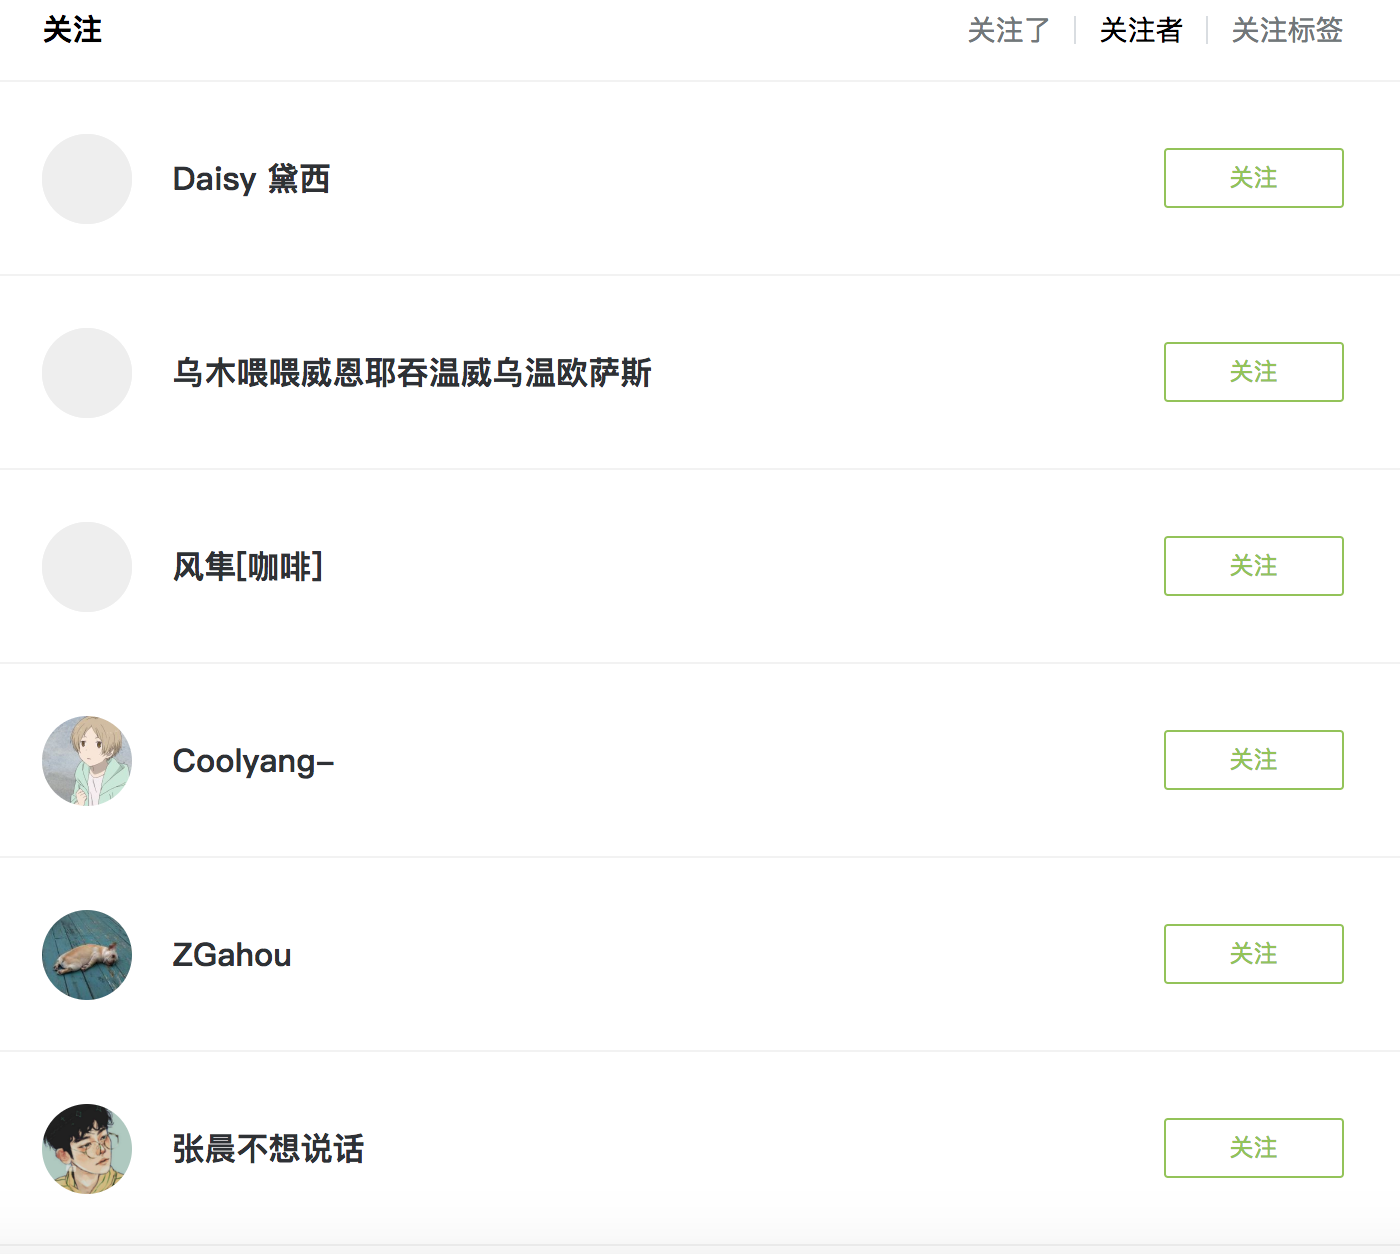 关注
关注了 关注者 关注标签
Daisy 黛西
关注
乌木喂喂威恩耶吞温威乌温欧萨斯
关注
风隼[咖啡]
关注
Coolyang–
关注
ZGahou
关注
张晨不想说话
关注